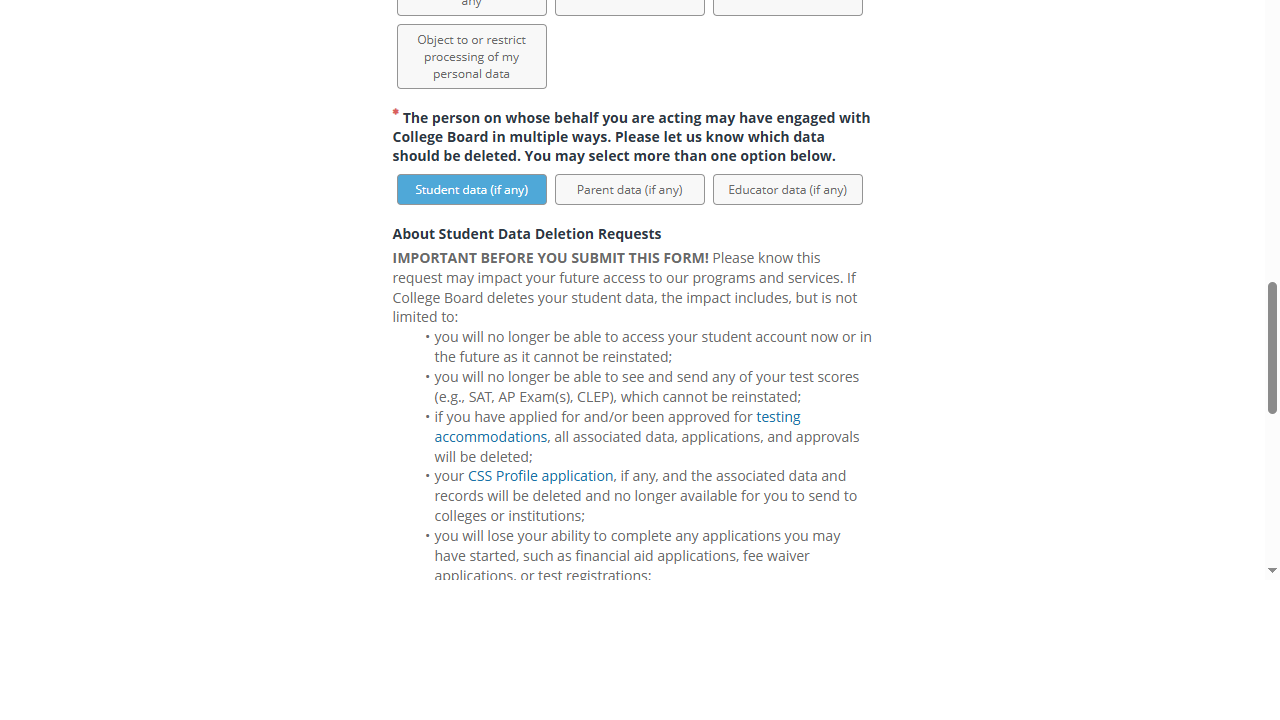 any
Object to or restrict
processing of my
personal data
* The person on whose behalf you are acting may have engaged with
College Board in multiple ways. Please let us know which data
should be deleted. You may select more than one option below.
Student data (if any)
Parent data (if any)
Educator data (if any)
About Student Data Deletion Requests
IMPORTANT BEFORE YOU SUBMIT THIS FORM! Please know this
request may impact your future access to our programs and services. If
College Board deletes your student data, the impact includes, but is not
limited to:
• you will no longer be able to access your student account now or in
the future as it cannot be reinstated;
• you will no longer be able to see and send any of your test scores
(e.g., SAT, AP Exam(s), CLEP), which cannot be reinstated;
• if you have applied for and/or been approved for testing
accommodations, all associated data, applications, and approvals
will be deleted;
• your CSS Profile application, if any, and the associated data and
records will be deleted and no longer available for you to send to
colleges or institutions;
• you will lose your ability to complete any applications you may
have started, such as financial aid applications, fee waiver
applications, or test registrations;